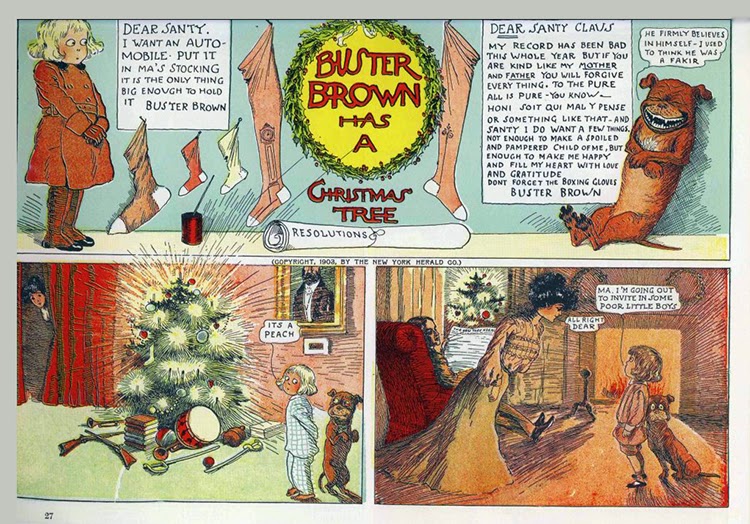 DEAR SANTY.
I WANT AN AUTO-
MOBILE- PUT IT
IN MA'S STOCKING
IT IS THE ONLY THING
BIG ENOUGH TO HOLD
IT BUSTER BROWN
BUSTER
BROWN
HAS
A
CHRISTMAS
TREE
RESOLUTIONS
DEAR SANTY CLAUS
MY RECORD HAS BEEN BAD
THIS WHOLE YEAR BUT IF YOU
ARE KIND LIKE MY MOTHER
AND FATHER YOU WILL FORGIVE
EVERY THING. TO THE PURE
ALL IS PURE - YOU KNOW-
HONI SOIT QUI MAL Y PENSE
OR SOMETHING LIKE THAT- AND
SANTY I DO WANT A FEW THINGS,
NOT ENOUGH TO MAKE A SPOILED
AND PAMPERED CHILD OF ME, BUT
ENOUGH TO MAKE ME HAPPY
AND FILL MY HEART WITH LOVE
AND GRATITUDE
DONT FORGET THE BOXING GLOVES
BUSTER BROWN
HE FIRMLY BELIEVES
IN HIMSELF- I USED
TO THINK HE WAS
A FAKIR
(COPYRIGHT, 1903, BY THE NEW YORK HERALD CO.)
ITS A
PEACH
ALL RIGHT
DEAR
MA. I'M GOING OUT
TO INVITE IN SOME
POOR LITTLE BOYS
27